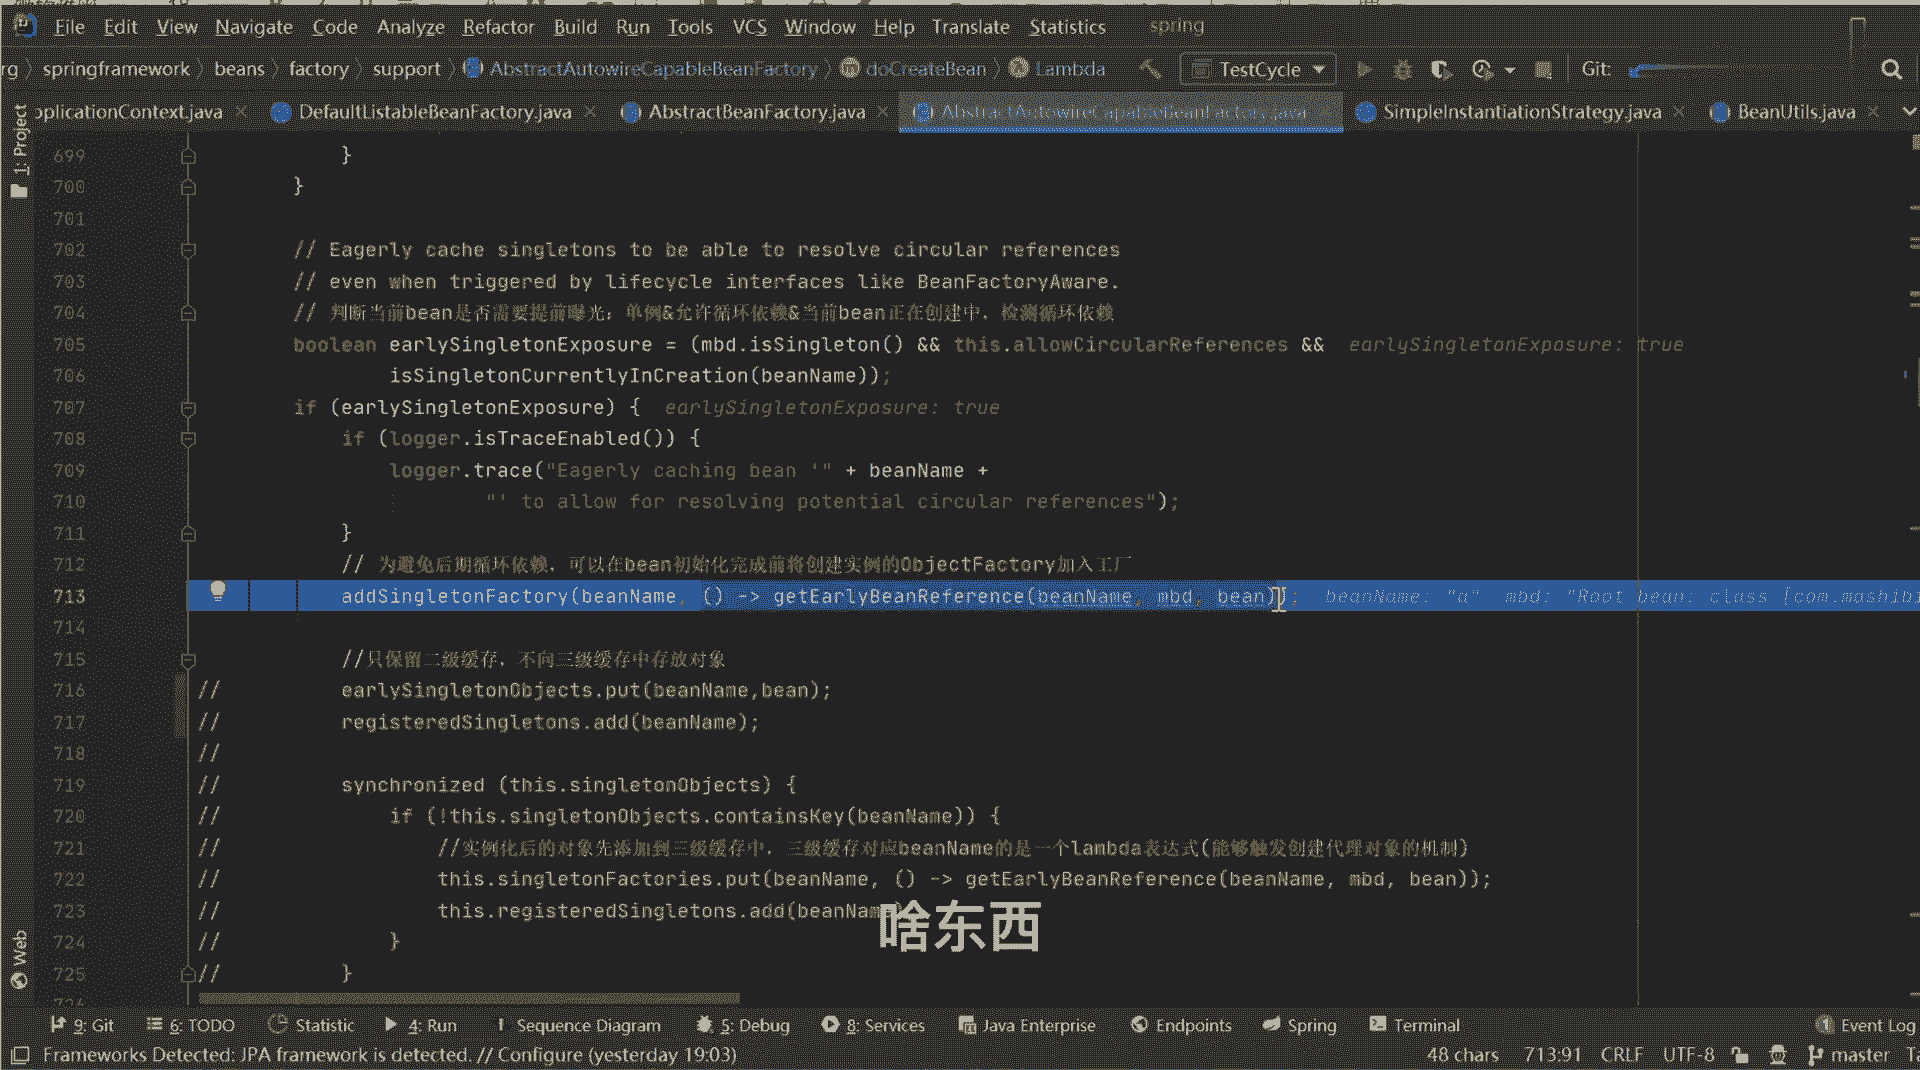 File Edit View Navigate Code Analyze Refactor Build Run Tools VCS Window Help Translate Statistics spring
rg springframework beans factory support AbstractAutowireCapableBeanFactory doCreateBean Lambda TestCycle Git:
pplicationContext.java DefaultListableBeanFactory.java AbstractBeanFactory.java AbstractAutowireCapableBeanFactory.java SimpleInstantiationStrategy.java BeanUtils.java
1: Project
699 }
700 }
701
702 // Eagerly cache singletons to be able to resolve circular references
703 // even when triggered by lifecycle interfaces like BeanFactoryAware.
704 // 判断当前bean是否需要提前曝光：单例&允许循环依赖&当前bean正在创建中，检测循环依赖
705 boolean earlySingletonExposure = (mbd.isSingleton() && this.allowCircularReferences && earlySingletonExposure: true
706 isSingletonCurrentlyInCreation(beanName));
707 if (earlySingletonExposure) { earlySingletonExposure: true
708 if (logger.isTraceEnabled()) {
709 logger.trace("Eagerly caching bean '" + beanName +
710 "' to allow for resolving potential circular references");
711 }
712 // 为避免后期循环依赖，可以在bean初始化完成前将创建实例的ObjectFactory加入工厂
713 addSingletonFactory(beanName, () -> getEarlyBeanReference(beanName, mbd, bean)); beanName: "a" mbd: "Root bean: class [com.mashibi
714
715 //只保留二级缓存，不向三级缓存中存放对象
716 // earlySingletonObjects.put(beanName,bean);
717 // registeredSingletons.add(beanName);
718 //
719 // synchronized (this.singletonObjects) {
720 // if (!this.singletonObjects.containsKey(beanName)) {
721 // //实例化后的对象先添加到三级缓存中，三级缓存对应beanName的是一个lambda表达式(能够触发创建代理对象的机制)
722 // this.singletonFactories.put(beanName, () -> getEarlyBeanReference(beanName, mbd, bean));
723 // this.registeredSingletons.add(beanName
啥东西
724 // }
725 // }
Web
9: Git 6: TODO Statistic 4: Run Sequence Diagram 5: Debug 8: Services Java Enterprise Endpoints Spring Terminal 1 Event Log
Frameworks Detected: JPA framework is detected. // Configure (yesterday 19:03) 48 chars 713:91 CRLF UTF-8 master